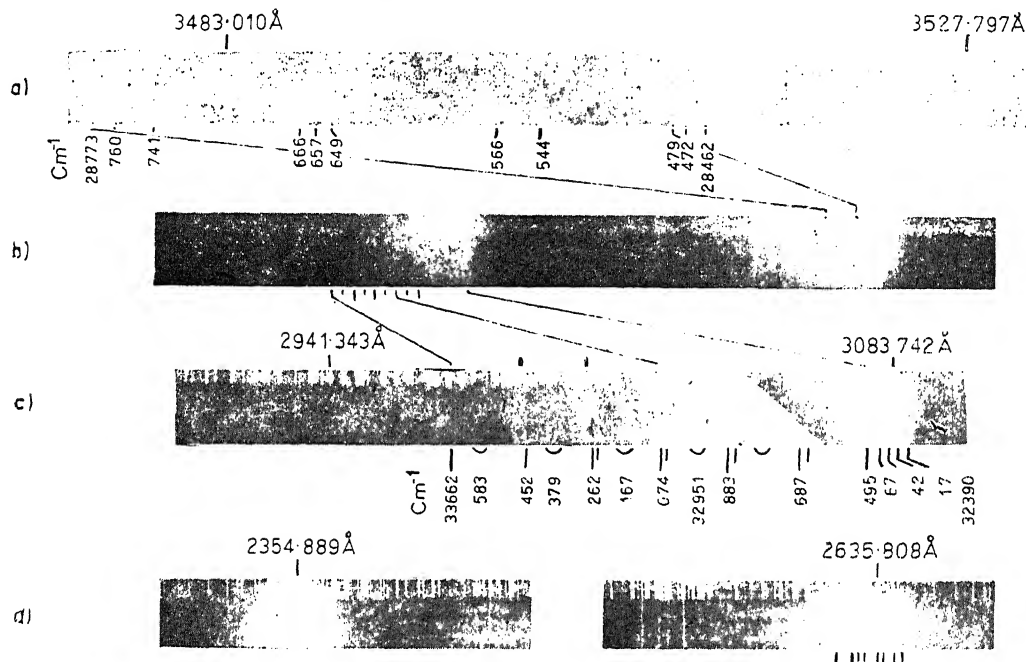 3483·010Å 3527·797Å
a)
Cm⁻¹ 28773 760 741 666 657 649 566 544 479 472 28462
b)
2941·343Å 3083 742Å
c)
Cm⁻¹ 33662 583 452 379 262 167 074 32951 883 687 495 67 42 17 32390
2354·889Å 2635·808Å
d)